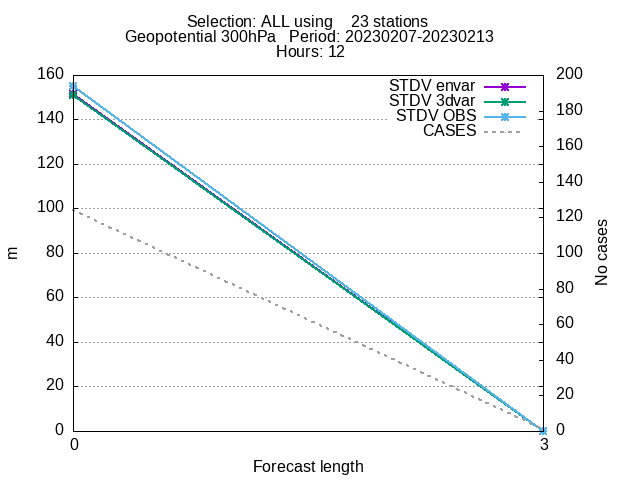 Selection: ALL using    23 stations
Geopotential 300hPa   Period: 20230207-20230213
Hours: 12
STDV envar
STDV 3dvar
STDV OBS
CASES
160
140
120
100
80
60
40
20
0
m
200
180
160
140
120
100
80
60
40
20
0
No cases
0
3
Forecast length